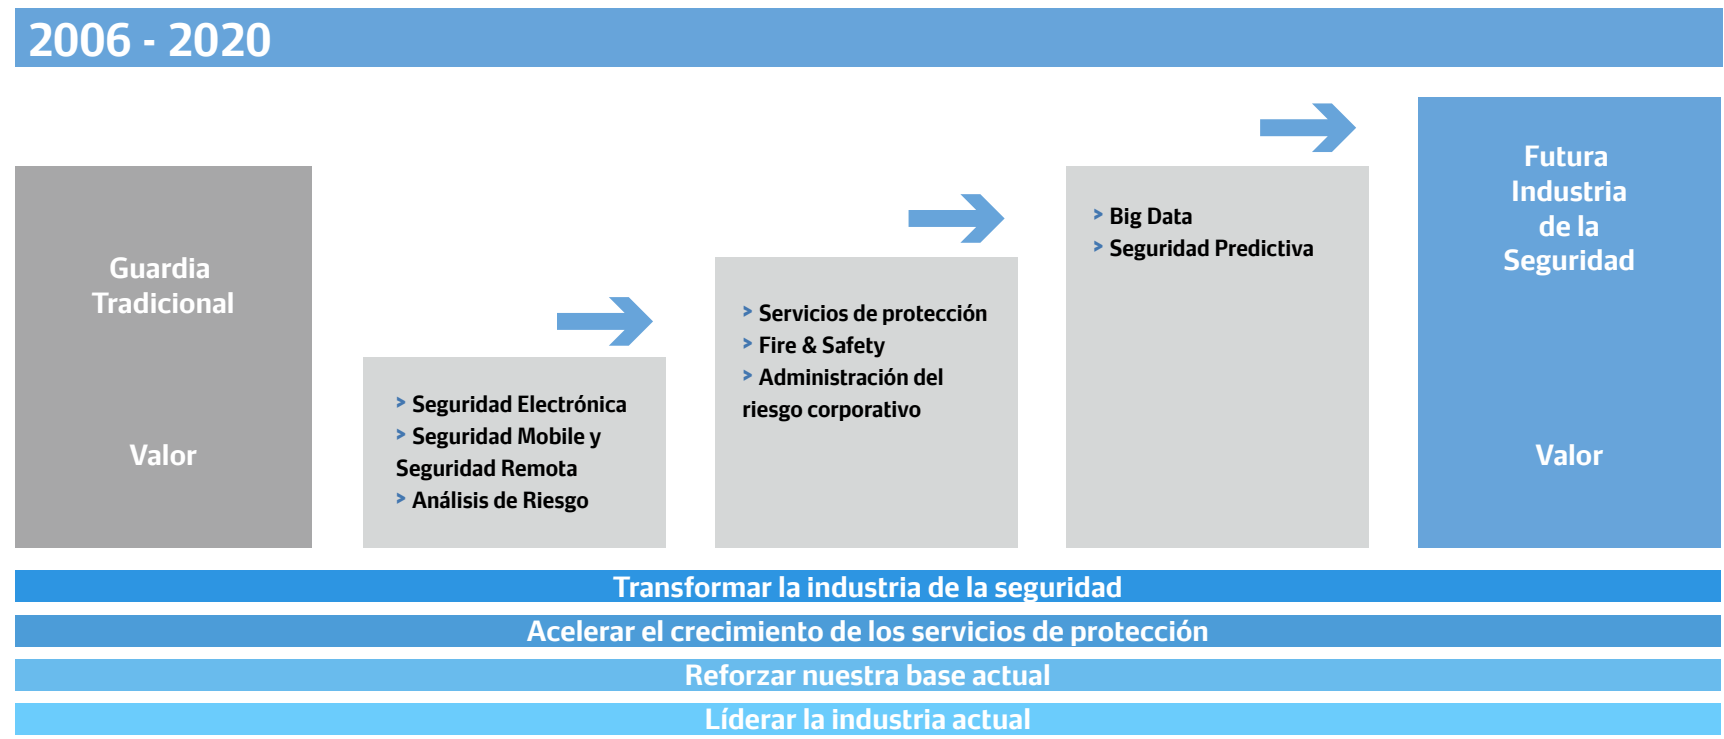 2006 - 2020
Guardia
Tradicional
Valor
> Seguridad Electrónica
> Seguridad Mobile y
Seguridad Remota
> Análisis de Riesgo
> Servicios de protección
> Fire & Safety
> Administración del
riesgo corporativo
> Big Data
> Seguridad Predictiva
Futura
Industria
de la
Seguridad
Valor
Transformar la industria de la seguridad
Acelerar el crecimiento de los servicios de protección
Reforzar nuestra base actual
Líderar la industria actual